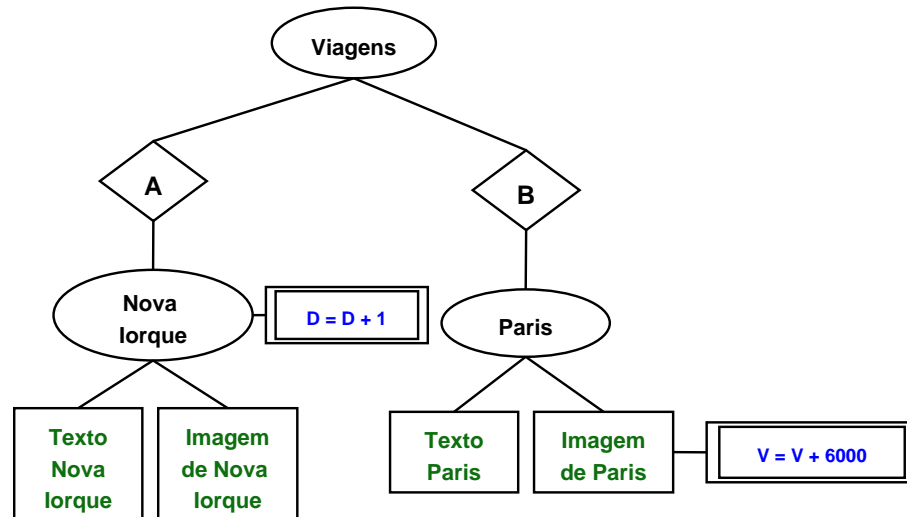 Viagens
A
B
Nova
Iorque
D = D + 1
Paris
Texto
Nova
Iorque
Imagem
de Nova
Iorque
Texto
Paris
Imagem
de Paris
V = V + 6000